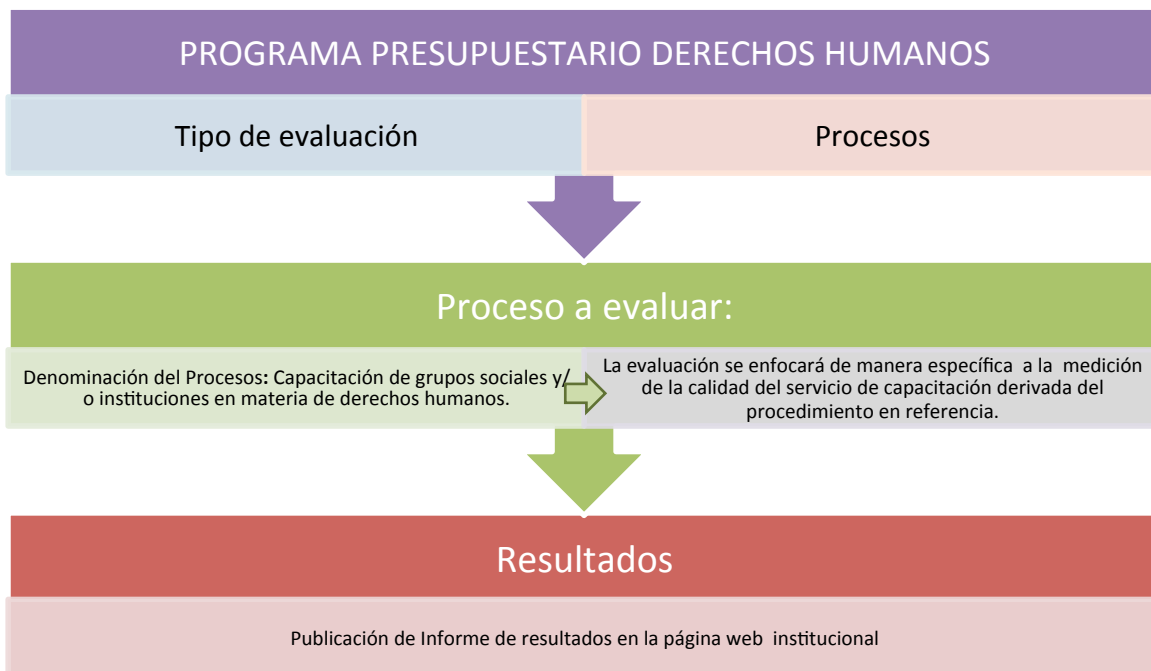 PROGRAMA PRESUPUESTARIO DERECHOS HUMANOS
Tipo de evaluación
Procesos
Proceso a evaluar:
Denominación del Procesos: Capacitación de grupos sociales y/
o instituciones en materia de derechos humanos.
La evaluación se enfocará de manera específica a la medición
de la calidad del servicio de capacitación derivada del
procedimiento en referencia.
Resultados
Publicación de Informe de resultados en la página web institucional